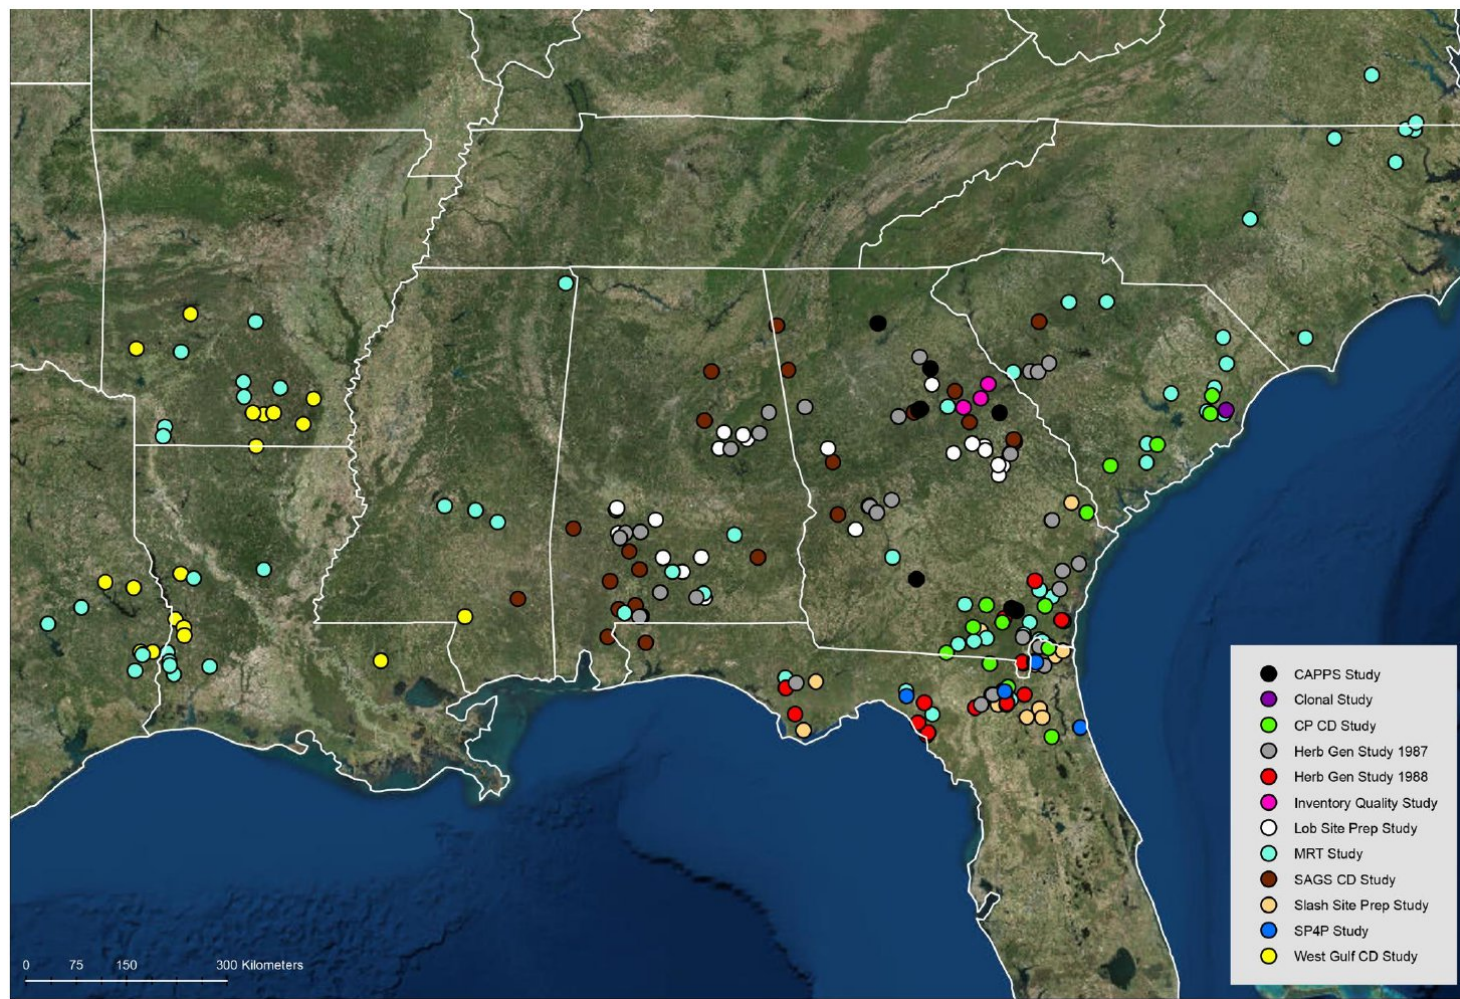 CAPPS Study
Clonal Study
CP CD Study
Herb Gen Study 1987
Herb Gen Study 1988
Inventory Quality Study
Lob Site Prep Study
MRT Study
SAGS CD Study
Slash Site Prep Study
SP4P Study
West Gulf CD Study
0 75 150 300 Kilometers